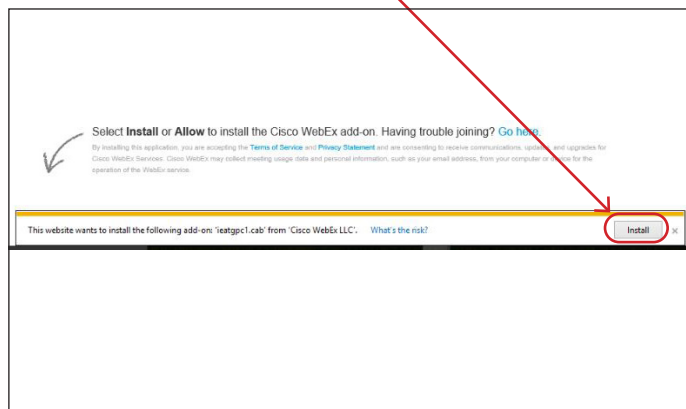 Select Install or Allow to install the Cisco WebEx add-on. Having trouble joining? Go here.
By installing this application, you are accepting the Terms of Service and Privacy Statement and are consenting to receive communications, updates, and upgrades for
Cisco WebEx Services. Cisco WebEx may collect meeting usage data and personal information, such as your email address, from your computer or device for the
operation of the WebEx service.
This website wants to install the following add-on: 'ieatgpc1.cab' from 'Cisco WebEx LLC'. What's the risk? Install ×